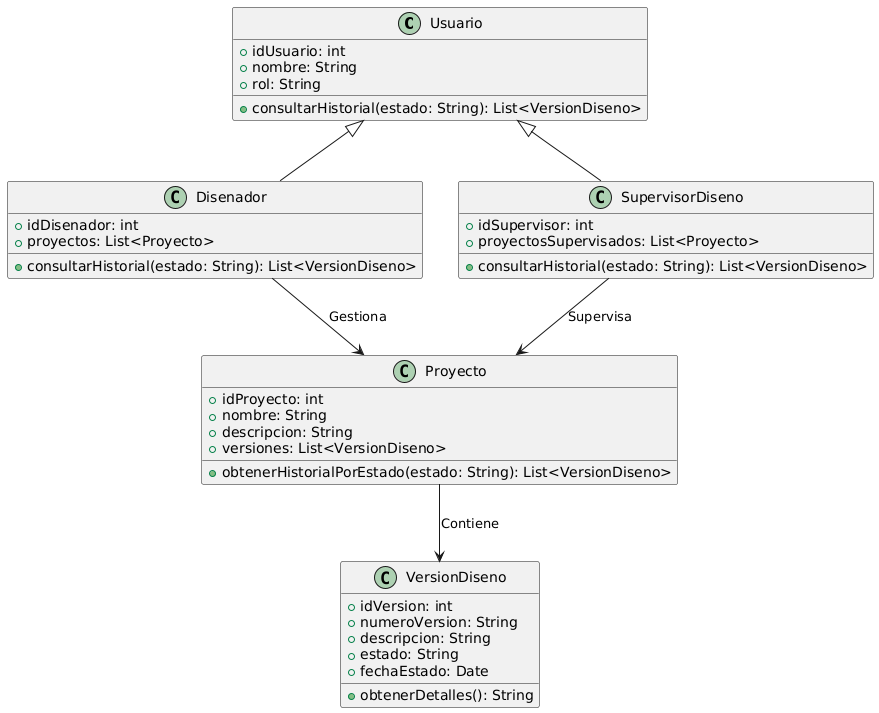 C Usuario
idUsuario: int
nombre: String
rol: String
consultarHistorial(estado: String): List<VersionDiseno>
C Disenador
idDisenador: int
proyectos: List<Proyecto>
consultarHistorial(estado: String): List<VersionDiseno>
C SupervisorDiseno
idSupervisor: int
proyectosSupervisados: List<Proyecto>
consultarHistorial(estado: String): List<VersionDiseno>
Gestiona
Supervisa
C Proyecto
idProyecto: int
nombre: String
descripcion: String
versiones: List<VersionDiseno>
obtenerHistorialPorEstado(estado: String): List<VersionDiseno>
Contiene
C VersionDiseno
idVersion: int
numeroVersion: String
descripcion: String
estado: String
fechaEstado: Date
obtenerDetalles(): String